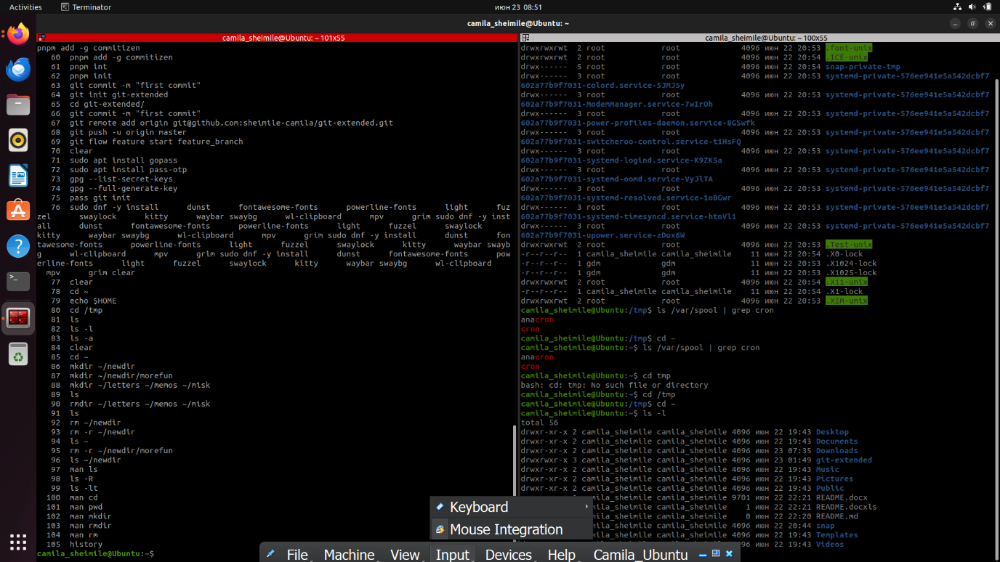 Activities
Terminator
июн 23 08:51
camila_sheimile@Ubuntu: ~
camila_sheimile@Ubuntu: ~ 101x55
pnpm add -g commitizen
60 pnpm add -g commitizen
61 pnpm int
62 pnpm init
63 git commit -m "first commit"
64 git init git-extended
65 cd git-extended/
66 git commit -m "first commit"
67 git remote add origin git@github.com:sheimile-camila/git-extended.git
68 git push -u origin master
69 git flow feature start feature_branch
70 clear
71 sudo apt install gopass
72 sudo apt install pass-otp
73 gpg --list-secret-keys
74 gpg --full-generate-key
75 pass git init
76 sudo dnf -y install dunst fontawesome-fonts powerline-fonts light fuz
zel swaylock kitty waybar swaybg wl-clipboard mpv grim sudo dnf -y inst
all dunst fontawesome-fonts powerline-fonts light fuzzel swaylock
kitty waybar swaybg wl-clipboard mpv grim sudo dnf -y install dunst fon
tawesome-fonts powerline-fonts light fuzzel swaylock kitty waybar swayb
g wl-clipboard mpv grim sudo dnf -y install dunst fontawesome-fonts pow
erline-fonts light fuzzel swaylock kitty waybar swaybg wl-clipboard
mpv grim clear
77 clear
78 cd ~
79 echo $HOME
80 cd /tmp
81 ls
82 ls -l
83 ls -a
84 clear
85 cd ~
86 mkdir ~/newdir
87 mkdir ~/newdir/morefun
88 mkdir ~/letters ~/memos ~/misk
89 ls
90 rmdir ~/letters ~/memos ~/misk
91 ls
92 rm ~/newdir
93 rm -r ~/newdir
94 ls ~
95 rm -r ~/newdir/morefun
96 ls ~/newdir
97 man ls
98 ls -R
99 ls -lt
100 man cd
101 man pwd
102 man mkdir
103 man rmdir
104 man rm
105 history
camila_sheimile@Ubuntu:~$
camila_sheimile@Ubuntu: ~ 100x55
drwxrwxrwt 2 root root 4096 июн 22 20:53 .font-unix
drwxrwxrwt 2 root root 4096 июн 22 20:54 .ICE-unix
drwx------ 5 root root 4096 июн 22 20:54 snap-private-tmp
drwx------ 3 root root 4096 июн 22 20:53 systemd-private-576ee941e5a542dcbf7
602a77b9f7031-colord.service-5JMJ5y
drwx------ 3 root root 4096 июн 22 20:53 systemd-private-576ee941e5a542dcbf7
602a77b9f7031-ModemManager.service-7wIrOh
drwx------ 3 root root 4096 июн 22 20:53 systemd-private-576ee941e5a542dcbf7
602a77b9f7031-power-profiles-daemon.service-8GSwfk
drwx------ 3 root root 4096 июн 22 20:53 systemd-private-576ee941e5a542dcbf7
602a77b9f7031-switcheroo-control.service-t1HsFQ
drwx------ 3 root root 4096 июн 22 20:53 systemd-private-576ee941e5a542dcbf7
602a77b9f7031-systemd-logind.service-K9ZK5a
drwx------ 3 root root 4096 июн 22 20:53 systemd-private-576ee941e5a542dcbf7
602a77b9f7031-systemd-oomd.service-VyJlTA
drwx------ 3 root root 4096 июн 22 20:53 systemd-private-576ee941e5a542dcbf7
602a77b9f7031-systemd-resolved.service-1oBGwr
drwx------ 3 root root 4096 июн 22 20:53 systemd-private-576ee941e5a542dcbf7
602a77b9f7031-systemd-timesyncd.service-htnVl1
drwx------ 3 root root 4096 июн 22 20:53 systemd-private-576ee941e5a542dcbf7
602a77b9f7031-upower.service-zDox6W
drwxrwxrwt 2 root root 4096 июн 22 20:53 .Test-unix
-r--r--r-- 1 camila_sheimile camila_sheimile 11 июн 22 20:54 .X0-lock
-r--r--r-- 1 gdm gdm 11 июн 22 20:53 .X1024-lock
-r--r--r-- 1 gdm gdm 11 июн 22 20:53 .X1025-lock
drwxrwxrwt 2 root root 4096 июн 22 20:54 .X11-unix
-r--r--r-- 1 camila_sheimile camila_sheimile 11 июн 22 20:54 .X1-lock
drwxrwxrwt 2 root root 4096 июн 22 20:53 .XIM-unix
camila_sheimile@Ubuntu:/tmp$ ls /var/spool | grep cron
anacron
cron
camila_sheimile@Ubuntu:/tmp$ cd ~
camila_sheimile@Ubuntu:~$ ls /var/spool | grep cron
anacron
cron
camila_sheimile@Ubuntu:~$ cd tmp
bash: cd: tmp: No such file or directory
camila_sheimile@Ubuntu:~$ cd /tmp
camila_sheimile@Ubuntu:/tmp$ cd ~
camila_sheimile@Ubuntu:~$ ls -l
total 56
drwxr-xr-x 2 camila_sheimile camila_sheimile 4096 июн 22 19:43 Desktop
drwxr-xr-x 2 camila_sheimile camila_sheimile 4096 июн 22 19:43 Documents
drwxr-xr-x 2 camila_sheimile camila_sheimile 4096 июн 23 07:35 Downloads
drwxrwxr-x 3 camila_sheimile camila_sheimile 4096 июн 23 01:49 git-extended
drwxr-xr-x 2 camila_sheimile camila_sheimile 4096 июн 22 19:43 Music
drwxr-xr-x 2 camila_sheimile camila_sheimile 4096 июн 22 19:43 Pictures
drwxr-xr-x 2 camila_sheimile camila_sheimile 4096 июн 22 19:43 Public
camila_sheimile 9701 июн 22 22:21 README.docx
camila_sheimile 1 июн 22 22:21 README.docxls
camila_sheimile 0 июн 22 22:20 README.md
camila_sheimile 4096 июн 22 20:44 snap
camila_sheimile 4096 июн 22 19:43 Templates
4096 июн 22 19:43 Videos
Keyboard
Mouse Integration
File Machine View Input Devices Help Camila_Ubuntu